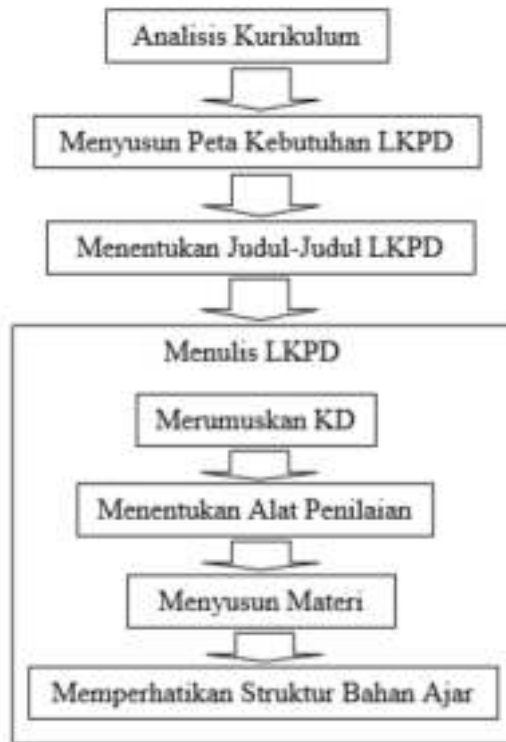 Analisis Kurikulum
Menyusun Peta Kebutuhan LKPD
Menentukan Judul-Judul LKPD
Menulis LKPD
Merumuskan KD
Menentukan Alat Penilaian
Menyusun Materi
Memperhatikan Struktur Bahan Ajar